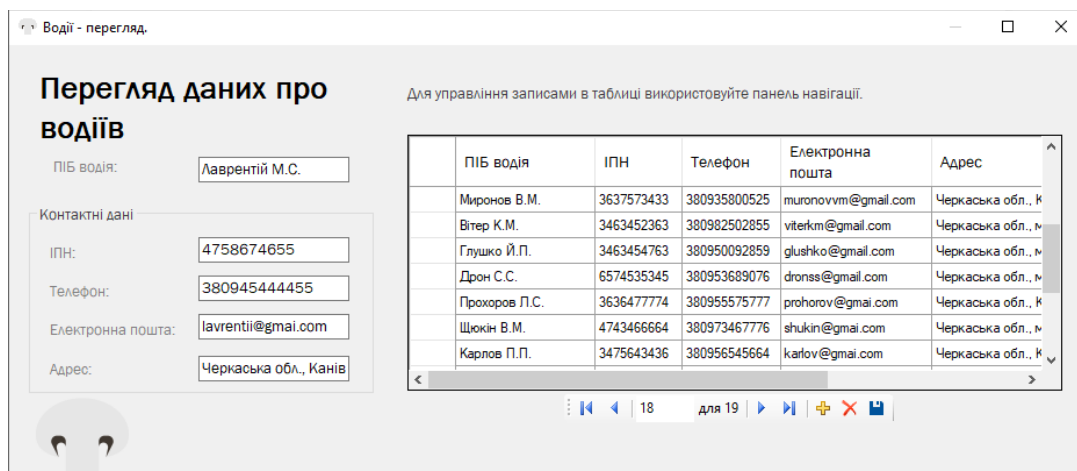 Водії - перегляд.
Перегляд даних про
водіїв
ПІБ водія:
Лаврентій М.С.
Контактні дані
ІПН:
4758674655
Телефон:
380945444455
Електронна пошта:
lavrentii@gmai.com
Адрес:
Черкаська обл., Канів
Для управління записами в таблиці використовуйте панель навігації.
ПІБ водія ІПН Телефон Електронна пошта Адрес
Миронов В.М. 3637573433 380935800525 muronovvm@gmail.com Черкаська обл., К
Вітер К.М. 3463452363 380982502855 viterkm@gmail.com Черкаська обл., м
Глушко Й.П. 3463454763 380950092859 glushko@gmail.com Черкаська обл., м
Дрон С.С. 6574535345 380953689076 dronss@gmail.com Черкаська обл., м
Прохоров Л.С. 3636477774 380955575777 prohorov@gmai.com Черкаська обл., К
Щюкін В.М. 4743466664 380973467776 shukin@gmai.com Черкаська обл., м
Карлов П.П. 3475643436 380956545664 karlov@gmai.com Черкаська обл., К
18 для 19